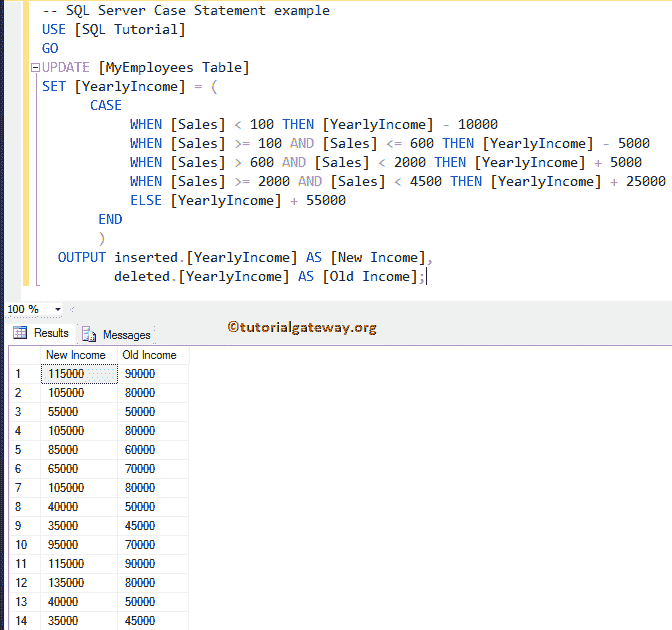 -- SQL Server Case Statement example
USE [SQL Tutorial]
GO
UPDATE [MyEmployees Table]
SET [YearlyIncome] = (
CASE
WHEN [Sales] < 100 THEN [YearlyIncome] - 10000
WHEN [Sales] >= 100 AND [Sales] <= 600 THEN [YearlyIncome] - 5000
WHEN [Sales] > 600 AND [Sales] < 2000 THEN [YearlyIncome] + 5000
WHEN [Sales] >= 2000 AND [Sales] < 4500 THEN [YearlyIncome] + 25000
ELSE [YearlyIncome] + 55000
END
)
OUTPUT inserted.[YearlyIncome] AS [New Income],
deleted.[YearlyIncome] AS [Old Income];
100 %
Results Messages
©tutorialgateway.org
New Income Old Income
1 115000 90000
2 105000 80000
3 55000 50000
4 105000 80000
5 85000 60000
6 65000 70000
7 105000 80000
8 40000 50000
9 35000 45000
10 95000 70000
11 115000 90000
12 135000 80000
13 40000 50000
14 35000 45000